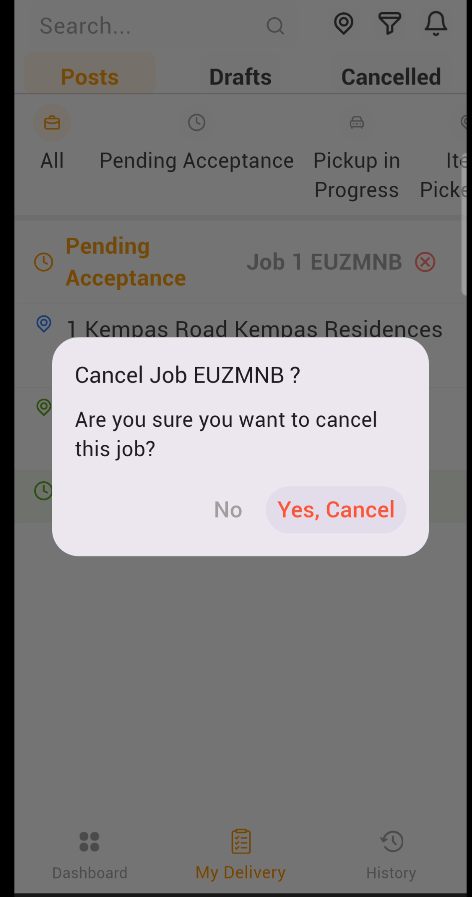 Search...
Posts Drafts Cancelled
All Pending Acceptance Pickup in
Progress
Pending
Acceptance
Job 1 EUZMNB
1 Kempas Road Kempas Residences
Cancel Job EUZMNB ?
Are you sure you want to cancel
this job?
No Yes, Cancel
Dashboard My Delivery History